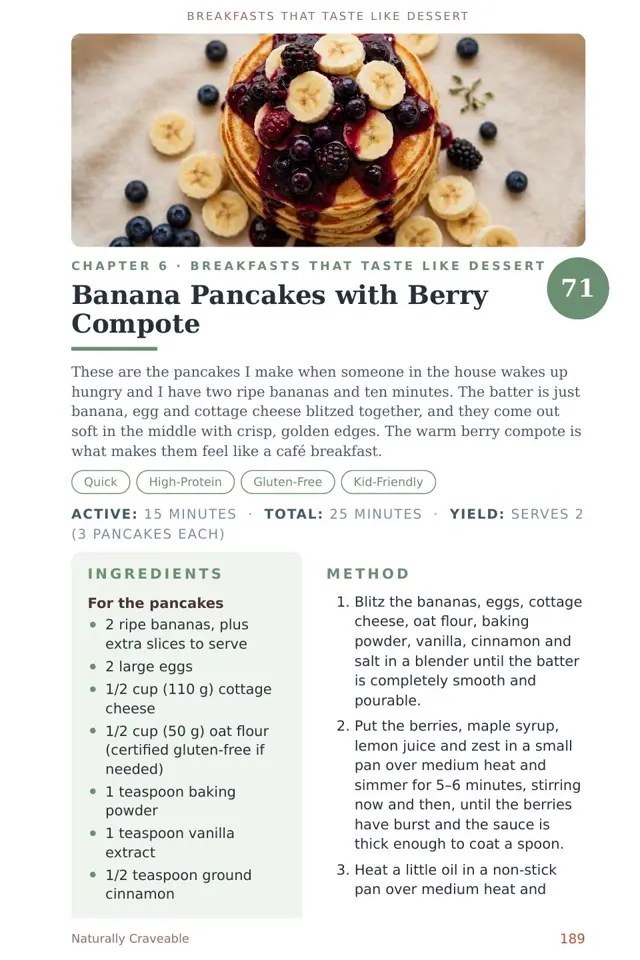 BREAKFASTS THAT TASTE LIKE DESSERT
CHAPTER 6 · BREAKFASTS THAT TASTE LIKE DESSERT
71
Banana Pancakes with Berry
Compote
These are the pancakes I make when someone in the house wakes up
hungry and I have two ripe bananas and ten minutes. The batter is just
banana, egg and cottage cheese blitzed together, and they come out
soft in the middle with crisp, golden edges. The warm berry compote is
what makes them feel like a café breakfast.
Quick
High-Protein
Gluten-Free
Kid-Friendly
ACTIVE: 15 MINUTES · TOTAL: 25 MINUTES · YIELD: SERVES 2
(3 PANCAKES EACH)
INGREDIENTS
For the pancakes
• 2 ripe bananas, plus
extra slices to serve
• 2 large eggs
• 1/2 cup (110 g) cottage
cheese
• 1/2 cup (50 g) oat flour
(certified gluten-free if
needed)
• 1 teaspoon baking
powder
• 1 teaspoon vanilla
extract
• 1/2 teaspoon ground
cinnamon
METHOD
1. Blitz the bananas, eggs, cottage
cheese, oat flour, baking
powder, vanilla, cinnamon and
salt in a blender until the batter
is completely smooth and
pourable.
2. Put the berries, maple syrup,
lemon juice and zest in a small
pan over medium heat and
simmer for 5–6 minutes, stirring
now and then, until the berries
have burst and the sauce is
thick enough to coat a spoon.
3. Heat a little oil in a non-stick
pan over medium heat and
Naturally Craveable
189